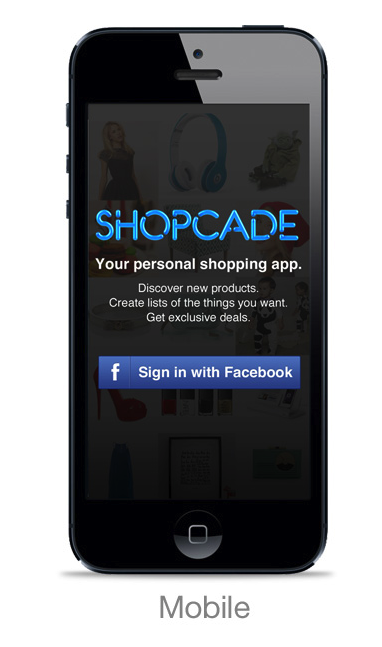 SHOPCADE
Your personal shopping app.
Discover new products.
Create lists of the things you want.
Get exclusive deals.
f Sign in with Facebook
Mobile